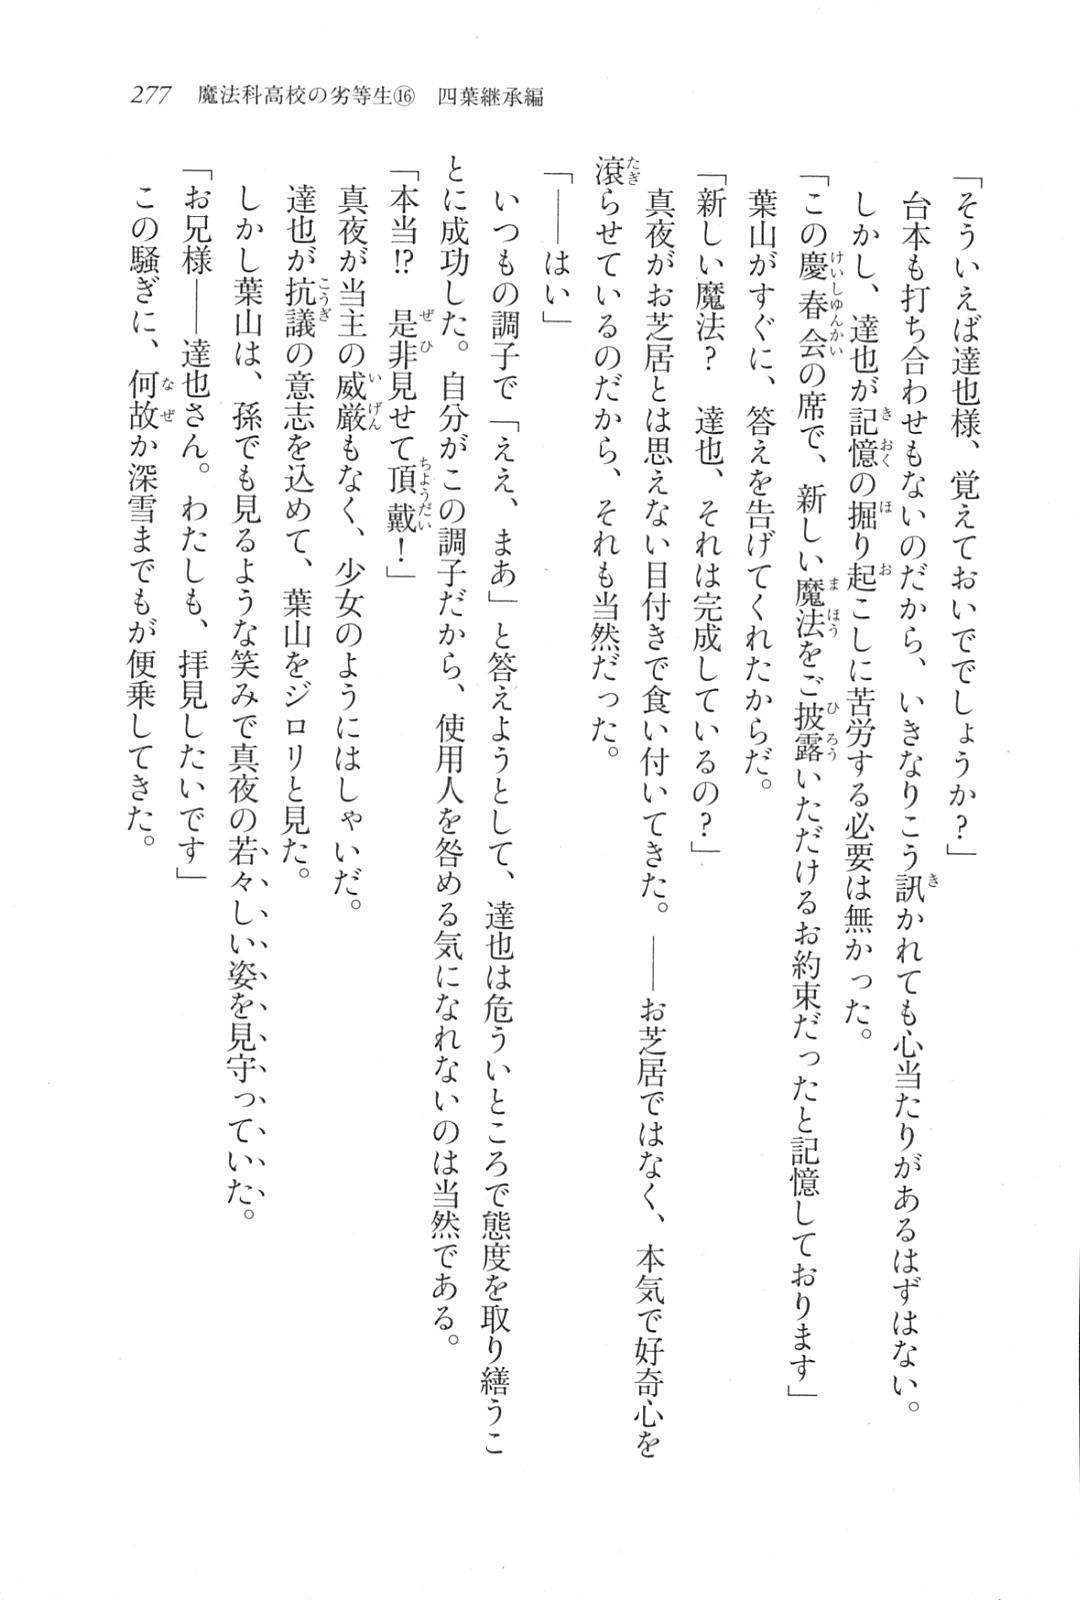 277　魔法科高校の劣等生⑯　四葉継承編
「そういえば達也様、覚えておいででしょうか？」
　台本も打ち合わせもないのだから、いきなりこう訊かれても心当たりがあるはずはない。
　しかし、達也が記憶の掘り起こしに苦労する必要は無かった。
「この慶春会の席で、新しい魔法をご披露いただけるお約束だったと記憶しております」
　葉山がすぐに、答えを告げてくれたからだ。
「新しい魔法？　達也、それは完成しているの？」
　真夜がお芝居とは思えない目付きで食い付いてきた。――お芝居ではなく、本気で好奇心を
滾らせているのだから、それも当然だった。
「――はい」
　いつもの調子で「ええ、まあ」と答えようとして、達也は危ういところで態度を取り繕うこ
とに成功した。自分がこの調子だから、使用人を咎める気になれないのは当然である。
「本当!?　是非見せて頂戴！」
　真夜が当主の威厳もなく、少女のようにはしゃいだ。
　達也が抗議の意志を込めて、葉山をジロリと見た。
　しかし葉山は、孫でも見るような笑みで真夜の若々しい姿を見守っていた。
「お兄様――達也さん。わたしも、拝見したいです」
　この騒ぎに、何故か深雪までもが便乗してきた。